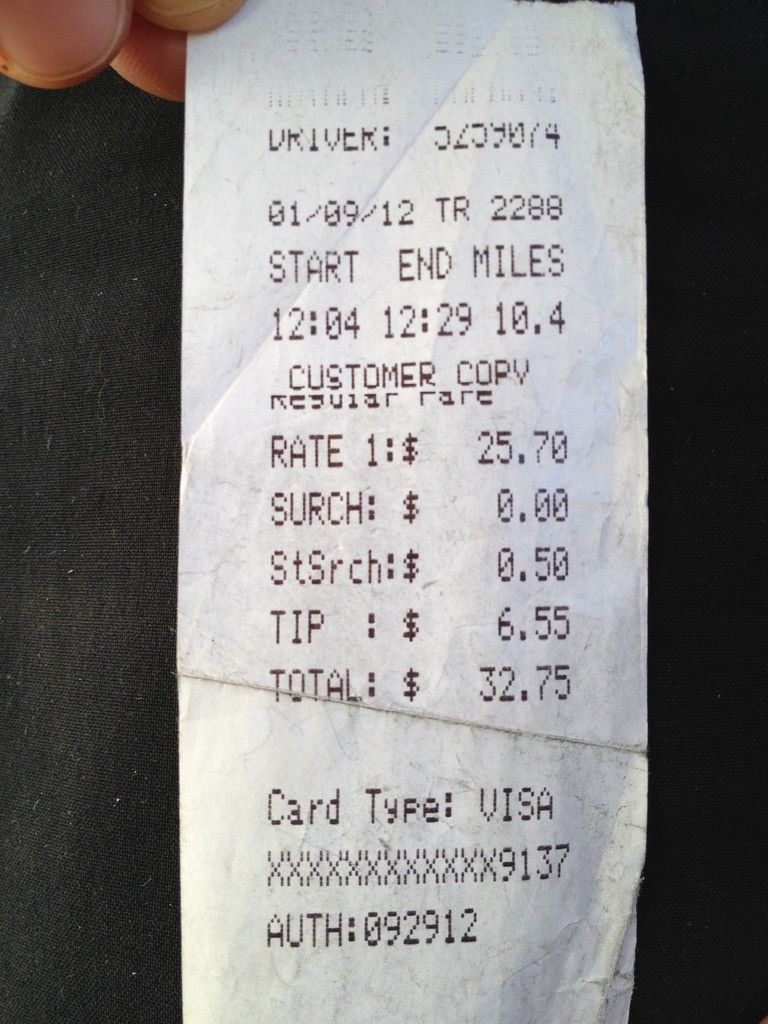 DRIVER: 5259074
01/09/12 TR 2288
START END MILES
12:04 12:29 10.4
CUSTOMER COPY
Regular Fare
RATE 1:$ 25.70
SURCH: $ 0.00
StSrch:$ 0.50
TIP : $ 6.55
TOTAL: $ 32.75
Card Type: VISA
XXXXXXXXXXXX9137
AUTH:092912